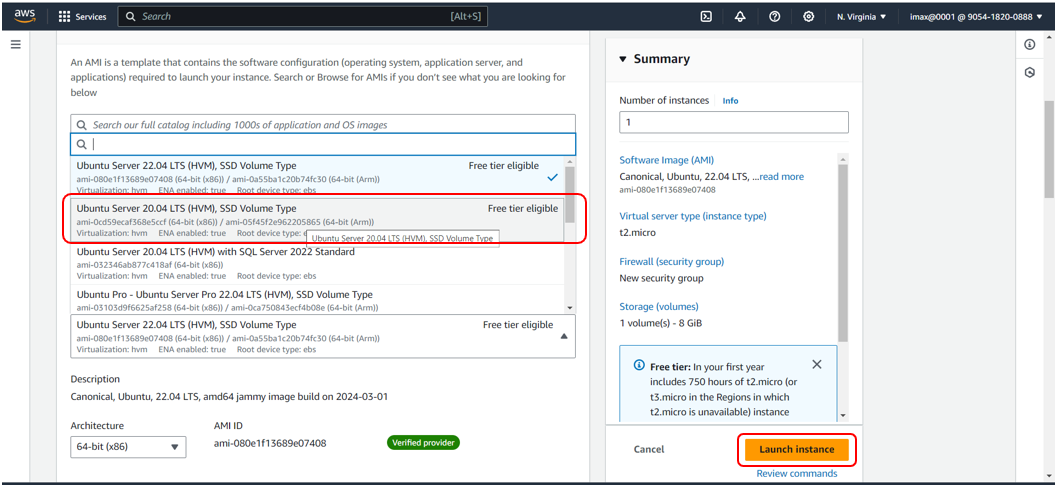 aws
Services
Search
[Alt+S]
N. Virginia
imax@0001 @ 9054-1820-0888
An AMI is a template that contains the software configuration (operating system, application server, and
applications) required to launch your instance. Search or Browse for AMIs if you don't see what you are looking for
below
Search our full catalog including 1000s of application and OS images
Ubuntu Server 22.04 LTS (HVM), SSD Volume Type
Free tier eligible
ami-080e1f13689e07408 (64-bit (x86)) / ami-0a55ba1c20b74fc30 (64-bit (Arm))
Virtualization: hvm ENA enabled: true Root device type: ebs
Ubuntu Server 20.04 LTS (HVM), SSD Volume Type
Free tier eligible
ami-0cd59ecaf368e5ccf (64-bit (x86)) / ami-05f45f2e962205865 (64-bit (Arm))
Virtualization: hvm ENA enabled: true Root device type:
Ubuntu Server 20.04 LTS (HVM), SSD Volume Type
Ubuntu Server 20.04 LTS (HVM) with SQL Server 2022 Standard
ami-032346ab877c418af (64-bit (x86))
Virtualization: hvm ENA enabled: true Root device type: ebs
Ubuntu Pro - Ubuntu Server Pro 22.04 LTS (HVM), SSD Volume Type
ami-03103d9f6625af258 (64-bit (x86)) / ami-0ca750843ecf4b08e (64-bit (Arm))
Ubuntu Server 22.04 LTS (HVM), SSD Volume Type
Free tier eligible
ami-080e1f13689e07408 (64-bit (x86)) / ami-0a55ba1c20b74fc30 (64-bit (Arm))
Virtualization: hvm ENA enabled: true Root device type: ebs
Description
Canonical, Ubuntu, 22.04 LTS, amd64 jammy image build on 2024-03-01
Architecture
AMI ID
64-bit (x86)
ami-080e1f13689e07408
Verified provider
Summary
Number of instances
Info
1
Software Image (AMI)
Canonical, Ubuntu, 22.04 LTS, ...read more
ami-080e1f13689e07408
Virtual server type (instance type)
t2.micro
Firewall (security group)
New security group
Storage (volumes)
1 volume(s) - 8 GiB
Free tier: In your first year
includes 750 hours of t2.micro (or
t3.micro in the Regions in which
t2.micro is unavailable) instance
Cancel
Launch instance
Review commands